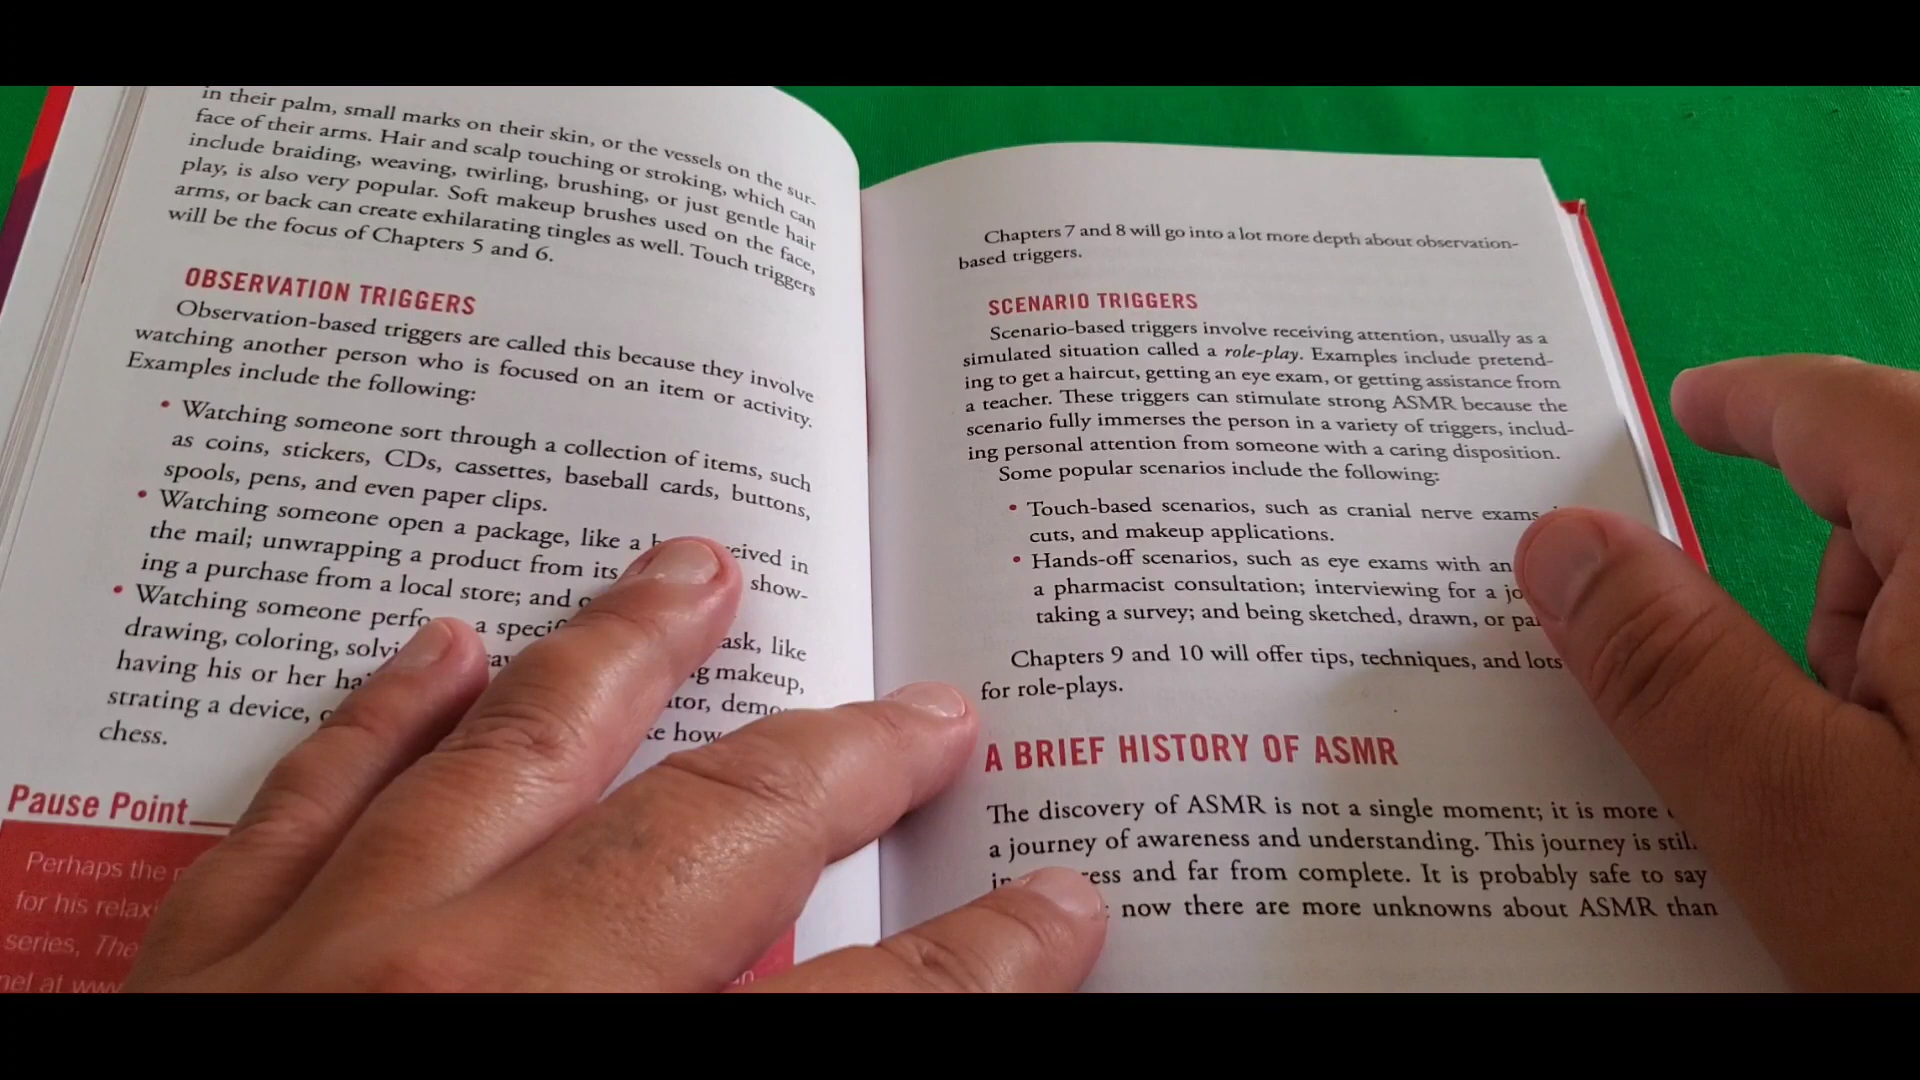 in their palm, small marks on their skin, or the vessels on the sur-
face of their arms. Hair and scalp touching or stroking, which can
include braiding, weaving, twirling, brushing, or just gentle hair
play, is also very popular. Soft makeup brushes used on the face,
arms, or back can create exhilarating tingles as well. Touch triggers
will be the focus of Chapters 5 and 6.
OBSERVATION TRIGGERS
Observation-based triggers are called this because they involve
watching another person who is focused on an item or activity.
Examples include the following:
• Watching someone sort through a collection of items, such
as coins, stickers, CDs, cassettes, baseball cards, buttons,
spools, pens, and even paper clips.
• Watching someone open a package, like a in
the mail; unwrapping a product from its show-
ing a purchase from a local store; and
• Watching someone a task, like
drawing, coloring, makeup,
having his or her
strating a device, how
chess.
Pause Point
Perhaps the
for his
series, The
at
Chapters 7 and 8 will go into a lot more depth about observation-
based triggers.
SCENARIO TRIGGERS
Scenario-based triggers involve receiving attention, usually as a
simulated situation called a role-play. Examples include pretend-
ing to get a haircut, getting an eye exam, or getting assistance from
a teacher. These triggers can stimulate strong ASMR because the
scenario fully immerses the person in a variety of triggers, includ-
ing personal attention from someone with a caring disposition.
Some popular scenarios include the following:
• Touch-based scenarios, such as cranial nerve exams,
cuts, and makeup applications.
• Hands-off scenarios, such as eye exams with an
a pharmacist consultation; interviewing for a
taking a survey; and being sketched, drawn, or
Chapters 9 and 10 will offer tips, techniques, and lots
for role-plays.
A BRIEF HISTORY OF ASMR
The discovery of ASMR is not a single moment; it is more
a journey of awareness and understanding. This journey is still
and far from complete. It is probably safe to say
now there are more unknowns about ASMR than